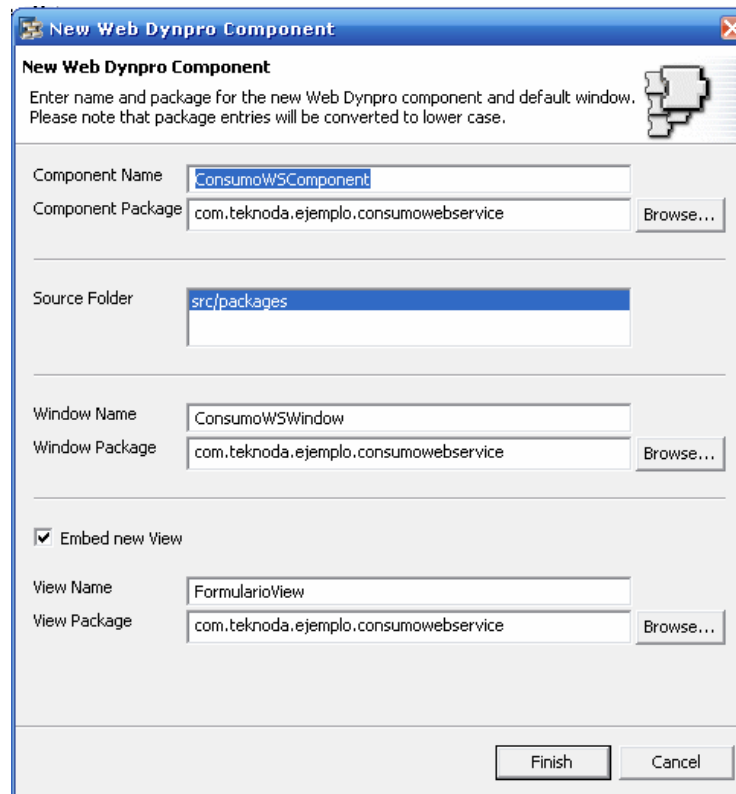 New Web Dynpro Component
New Web Dynpro Component
Enter name and package for the new Web Dynpro component and default window.
Please note that package entries will be converted to lower case.
Component Name ConsumoWSComponent
Component Package com.teknoda.ejemplo.consumowebservice Browse...
Source Folder src/packages
Window Name ConsumoWSWindow
Window Package com.teknoda.ejemplo.consumowebservice Browse...
Embed new View
View Name FormularioView
View Package com.teknoda.ejemplo.consumowebservice Browse...
Finish Cancel